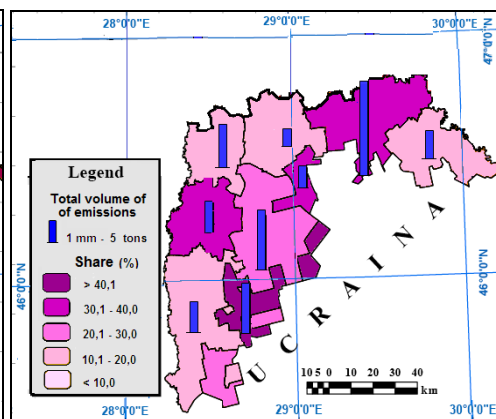 28°0'0"E
29°0'0"E
30°0'0"E
47°0'0"N
Legend
Total volume of
of emissions
1 mm - 5 tons
Share (%)
> 40,1
30,1 - 40,0
20,1 - 30,0
10,1 - 20,0
< 10,0
46°0'0"N
46°0'0"N
UCRAINA
10 5 0 10 20 30 40
km
28°0'0"E
29°0'0"E
30°0'0"E